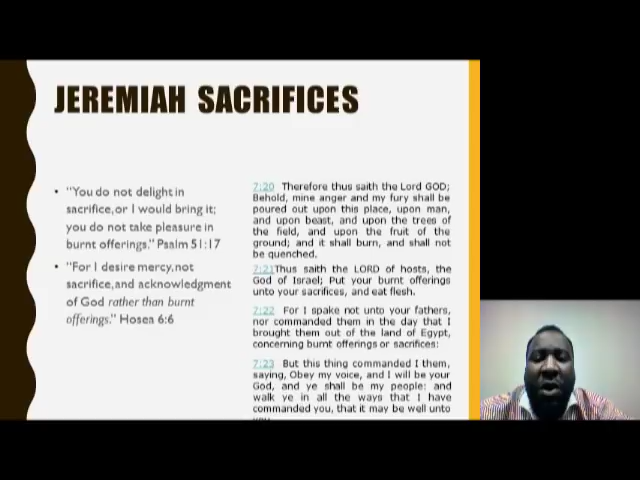 JEREMIAH SACRIFICES
• "You do not delight in
sacrifice, or I would bring it;
you do not take pleasure in
burnt offerings." Psalm 51:17
• "For I desire mercy, not
sacrifice, and acknowledgment
of God rather than burnt
offerings." Hosea 6:6
7:20 Therefore thus saith the Lord GOD;
Behold, mine anger and my fury shall be
poured out upon this place, upon man,
and upon beast, and upon the trees of
the field, and upon the fruit of the
ground; and it shall burn, and shall not
be quenched.
7:21Thus saith the LORD of hosts, the
God of Israel; Put your burnt offerings
unto your sacrifices, and eat flesh.
7:22 For I spake not unto your fathers,
nor commanded them in the day that I
brought them out of the land of Egypt,
concerning burnt offerings or sacrifices:
7:23 But this thing commanded I them,
saying, Obey my voice, and I will be your
God, and ye shall be my people: and
walk ye in all the ways that I have
commanded you, that it may be well unto